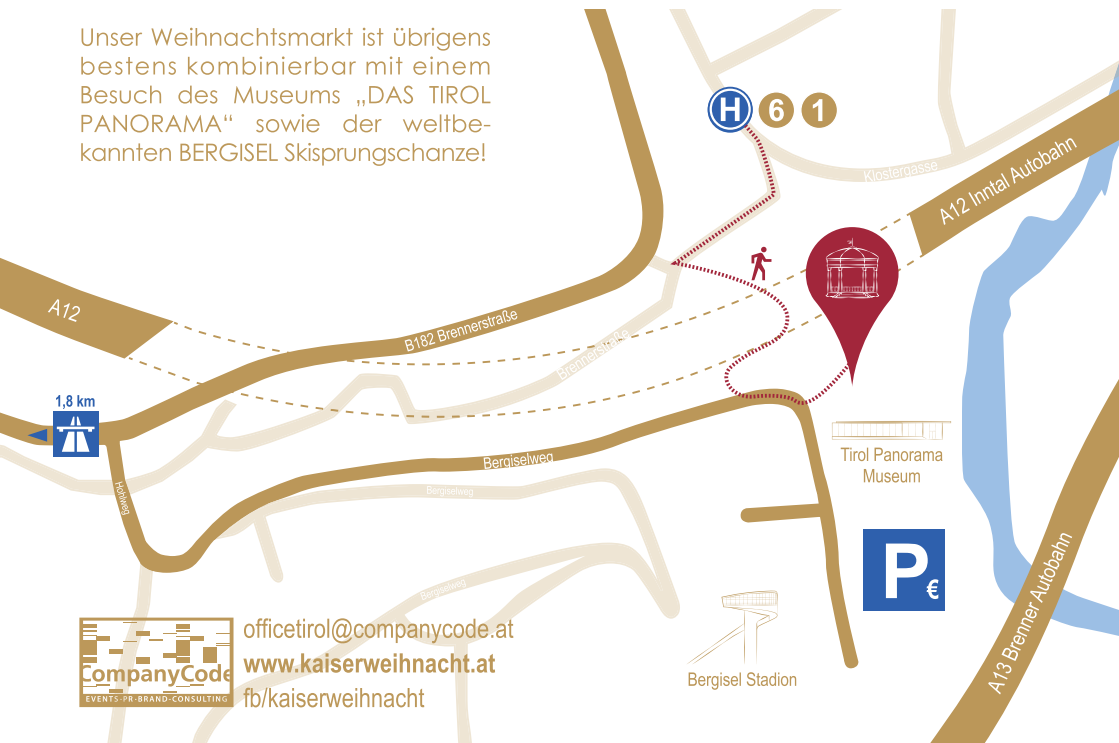 Unser Weihnachtsmarkt ist übrigens
bestens kombinierbar mit einem
Besuch des Museums „DAS TIROL
PANORAMA“ sowie der weltbe-
kannten BERGISEL Skisprungschanze!
H 6 1
Klostergasse
A12 Inntal Autobahn
A12
B182 Brennerstraße
Brennerstraße
1,8 km
Hohlweg
Bergiselweg
Bergiselweg
Bergiselweg
Tirol Panorama
Museum
P €
A13 Brenner Autobahn
Bergisel Stadion
CompanyCode
EVENTS·PR·BRAND·CONSULTING
officetirol@companycode.at
www.kaiserweihnacht.at
fb/kaiserweihnacht